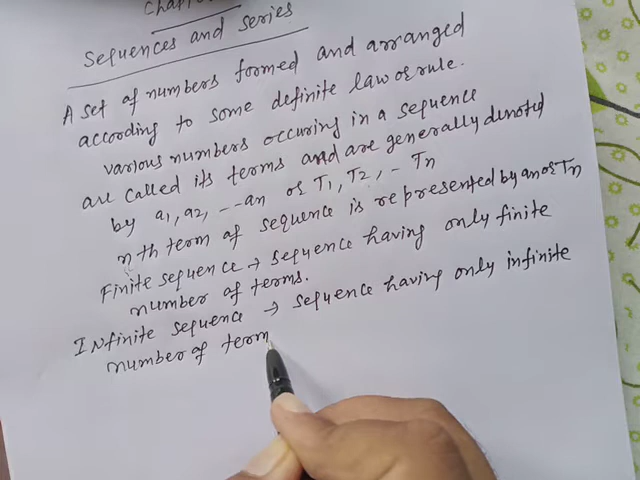 Chap
Sequences and series
A set of numbers formed and arranged
according to some definite law or rule.
various numbers occuring in a sequence
are called its terms and are generally denoted
by a1, a2, -- an or T1, T2, - Tn
nth term of sequence is represented by an or Tn
Finite sequence → sequence having only finite
number of terms.
INfinite sequence → sequence having only infinite
number of term